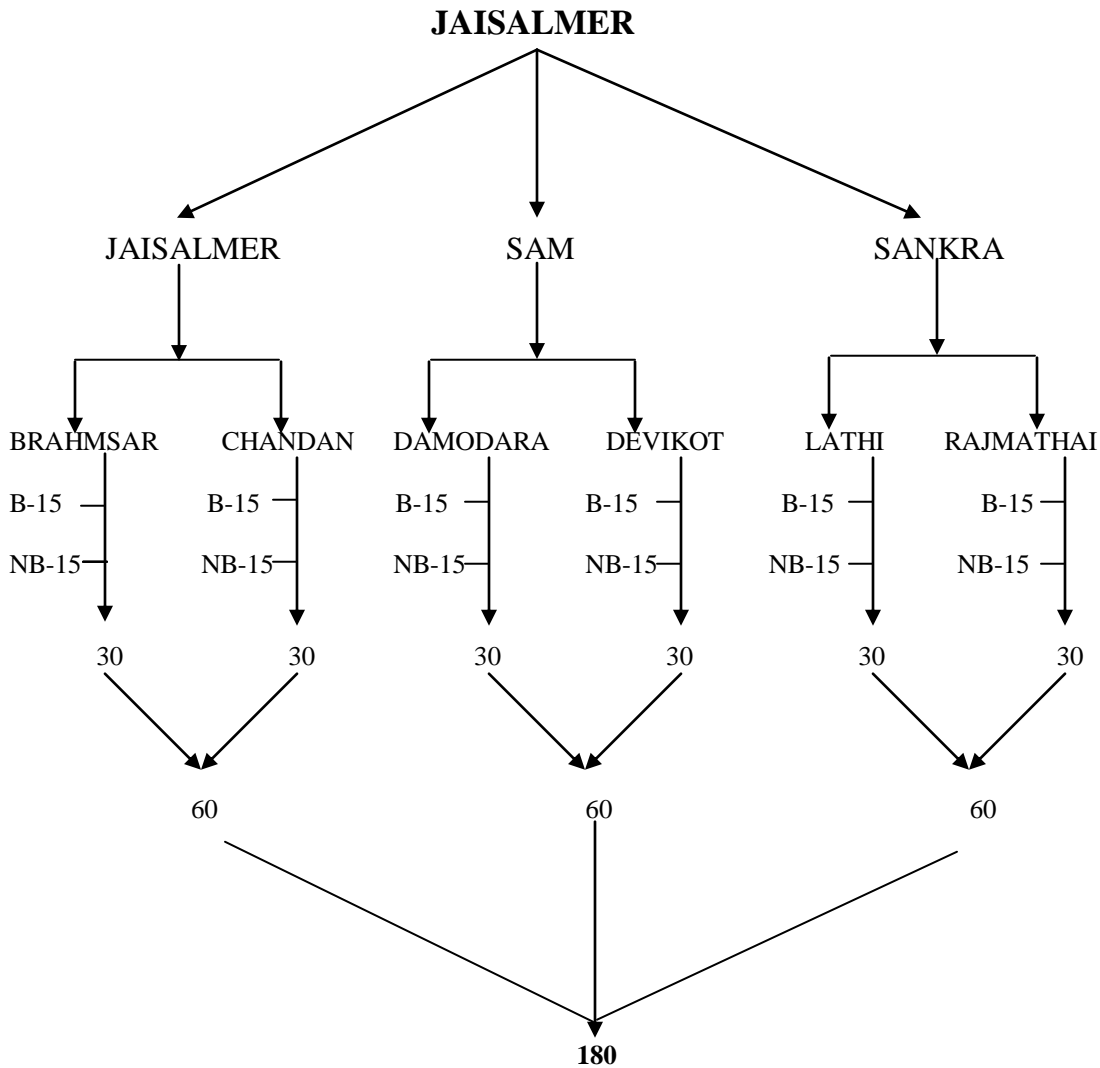 JAISALMER
JAISALMER SAM SANKRA
BRAHMSAR CHANDAN DAMODARA DEVIKOT LATHI RAJMATHAI
B-15 B-15 B-15 B-15 B-15 B-15
NB-15 NB-15 NB-15 NB-15 NB-15 NB-15
30 30 30 30 30 30
60 60 60
180